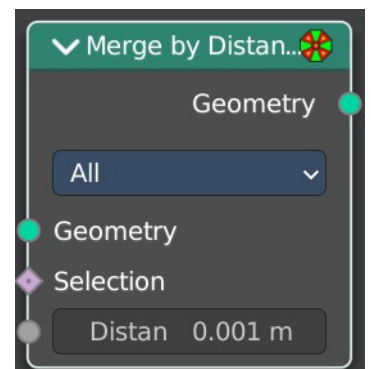 Merge by Distan...
Geometry
All
Geometry
Selection
Distan 0.001 m